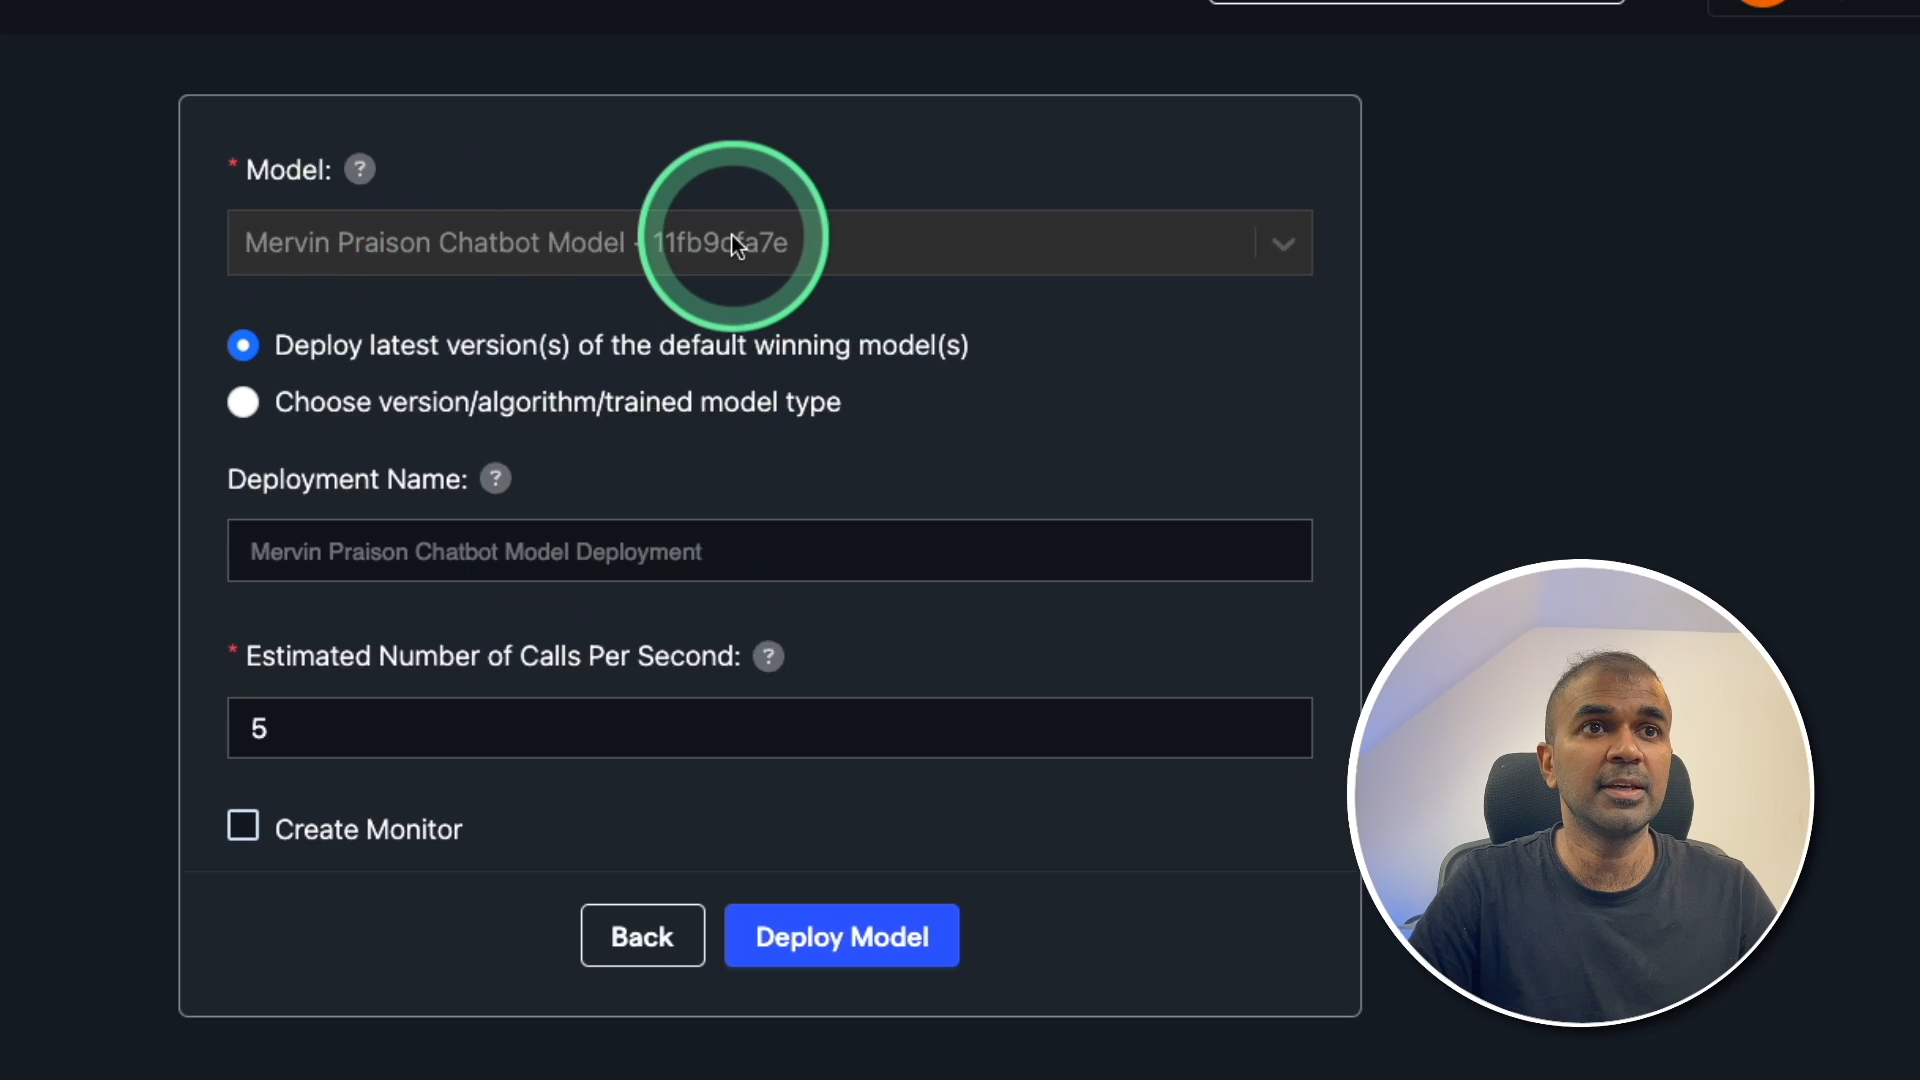 * Model: ?
Mervin Praison Chatbot Model - 11fb9cfa7e
Deploy latest version(s) of the default winning model(s)
Choose version/algorithm/trained model type
Deployment Name: ?
Mervin Praison Chatbot Model Deployment
* Estimated Number of Calls Per Second: ?
5
Create Monitor
Back
Deploy Model